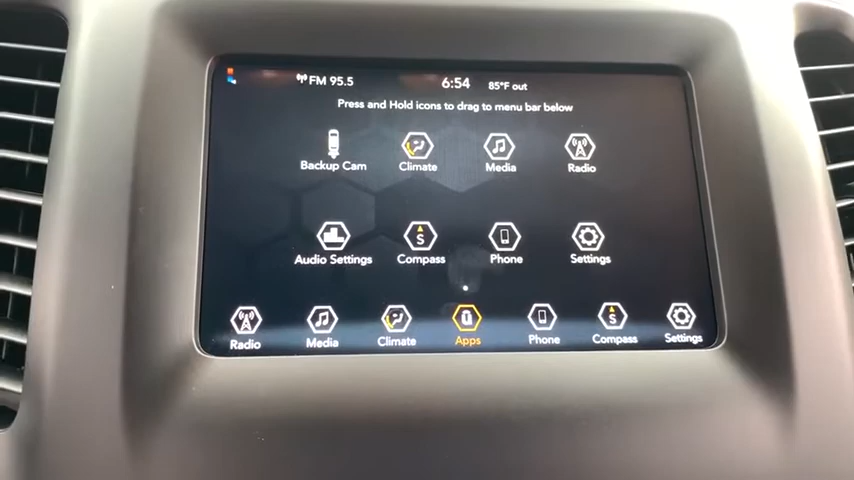 FM 95.5 6:54 85°F out
Press and Hold icons to drag to menu bar below
Backup Cam Climate Media Radio
S
Audio Settings Compass Phone Settings
S
Radio Media Climate Apps Phone Compass Settings